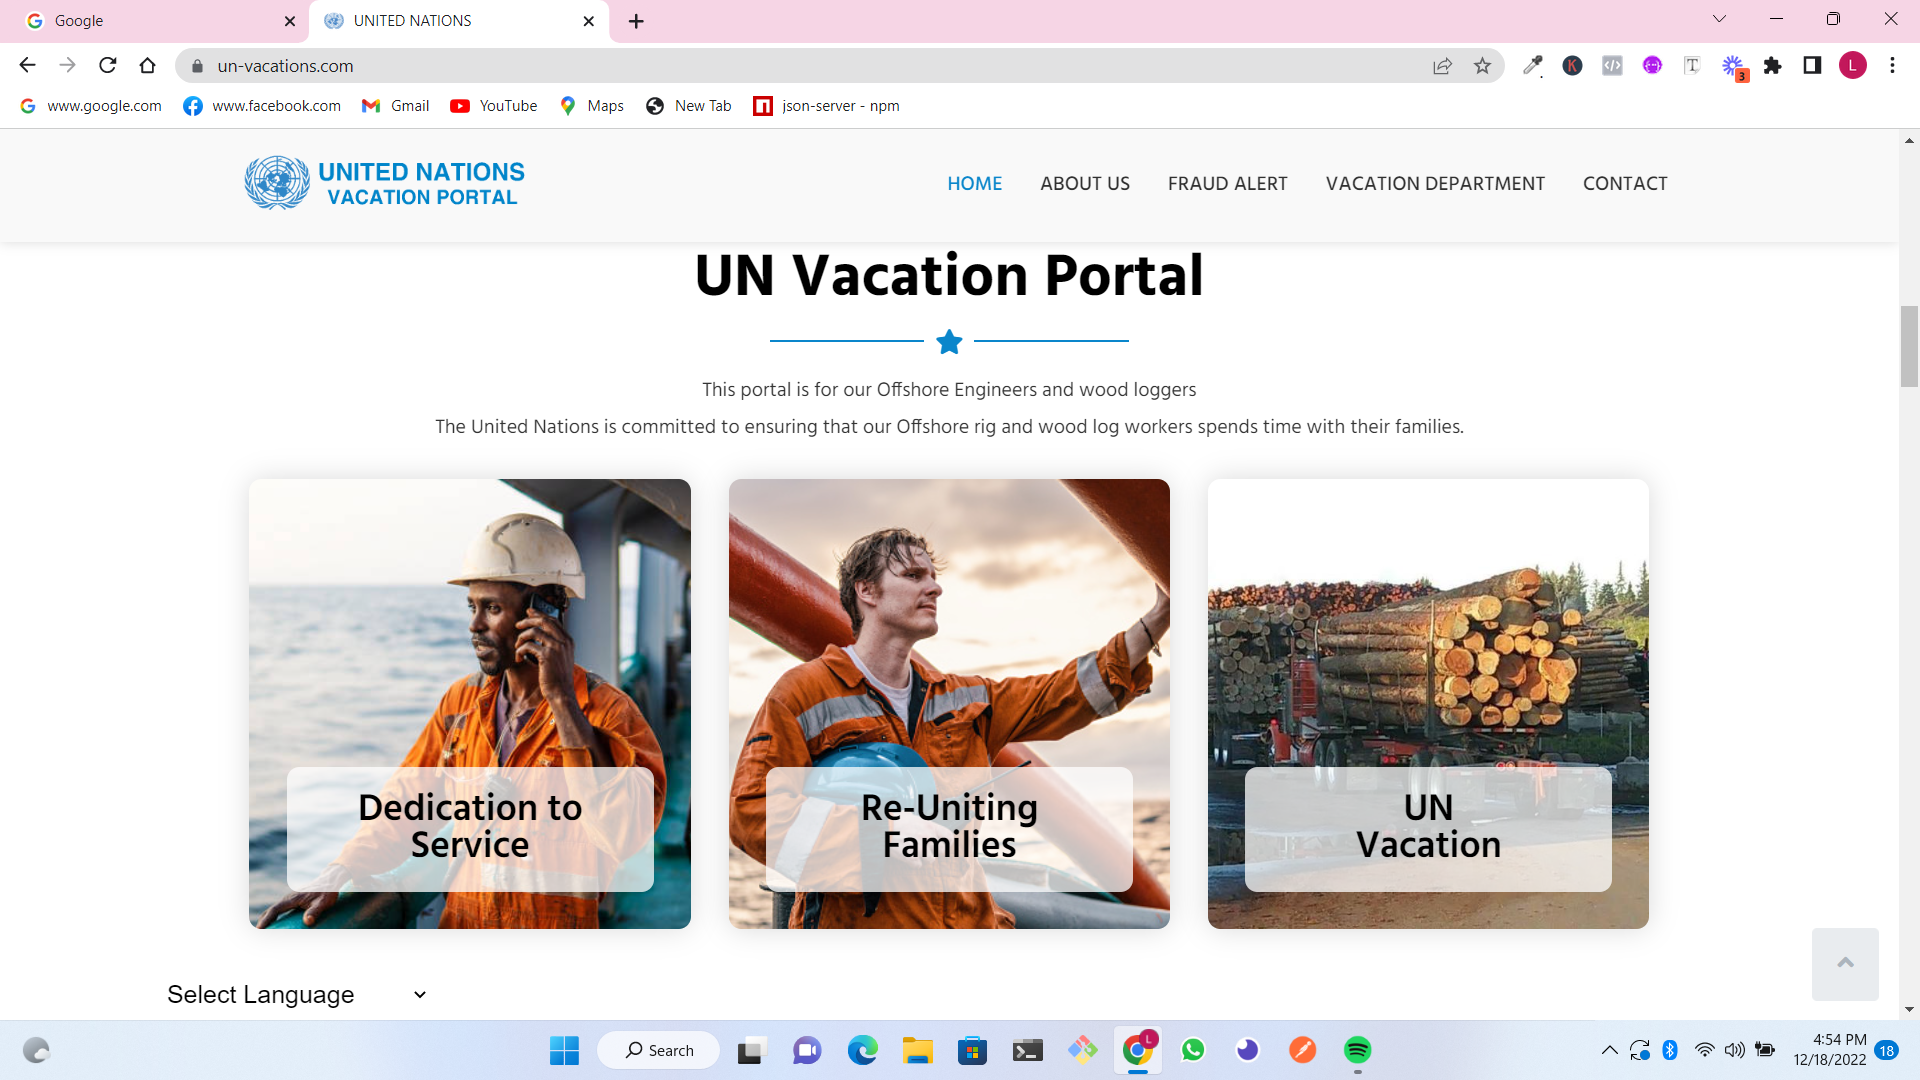 Google
UNITED NATIONS
un-vacations.com
K
T
3
L
www.google.com
www.facebook.com
Gmail
YouTube
Maps
New Tab
json-server - npm
UNITED NATIONS
VACATION PORTAL
HOME
ABOUT US
FRAUD ALERT
VACATION DEPARTMENT
CONTACT
UN Vacation Portal
This portal is for our Offshore Engineers and wood loggers
The United Nations is committed to ensuring that our Offshore rig and wood log workers spends time with their families.
Dedication to
Service
Re-Uniting
Families
UN
Vacation
Select Language
Search
L
4:54 PM
12/18/2022
18